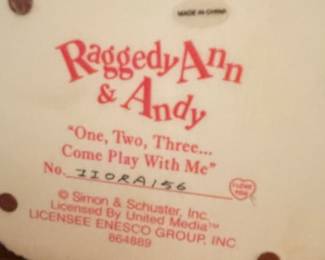 MADE IN CHINA
Raggedy Ann
& Andy
"One, Two, Three...
Come Play With Me"
No. IIORA156
© Simon & Schuster, Inc.
Licensed By United Media™
LICENSEE ENESCO GROUP, INC
864889